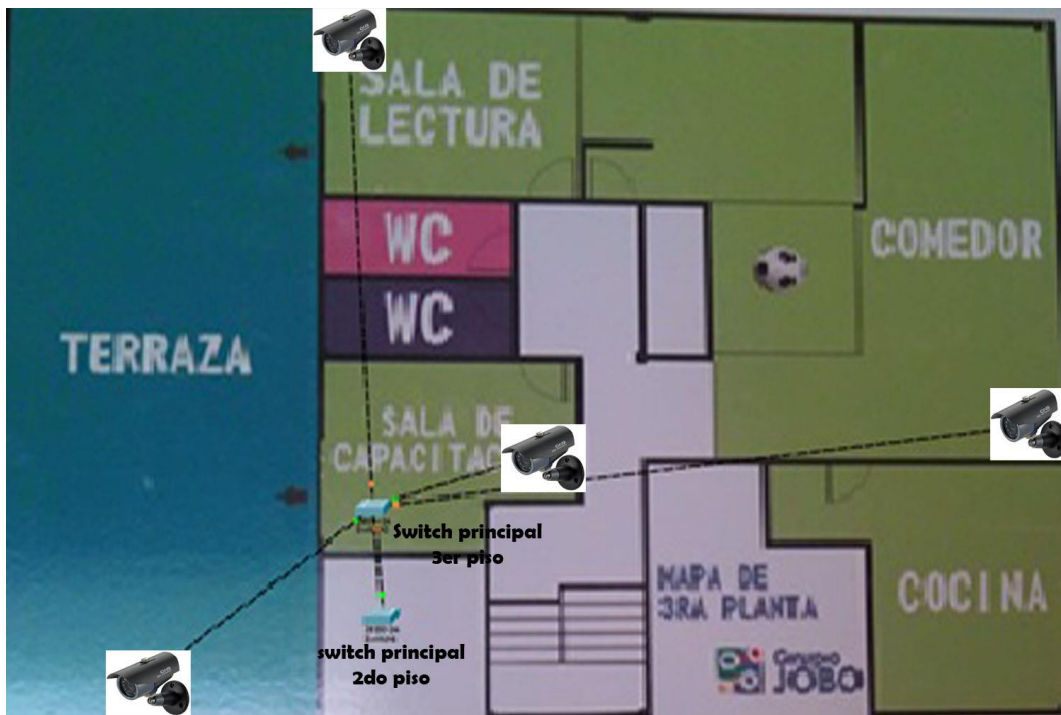 SALA DE
LECTURA
WC
WC
COMEDOR
TERRAZA
SALA DE
Switch principal
3er piso
switch principal
2do piso
MAPA DE
3RA PLANTA
COCINA
JOBO